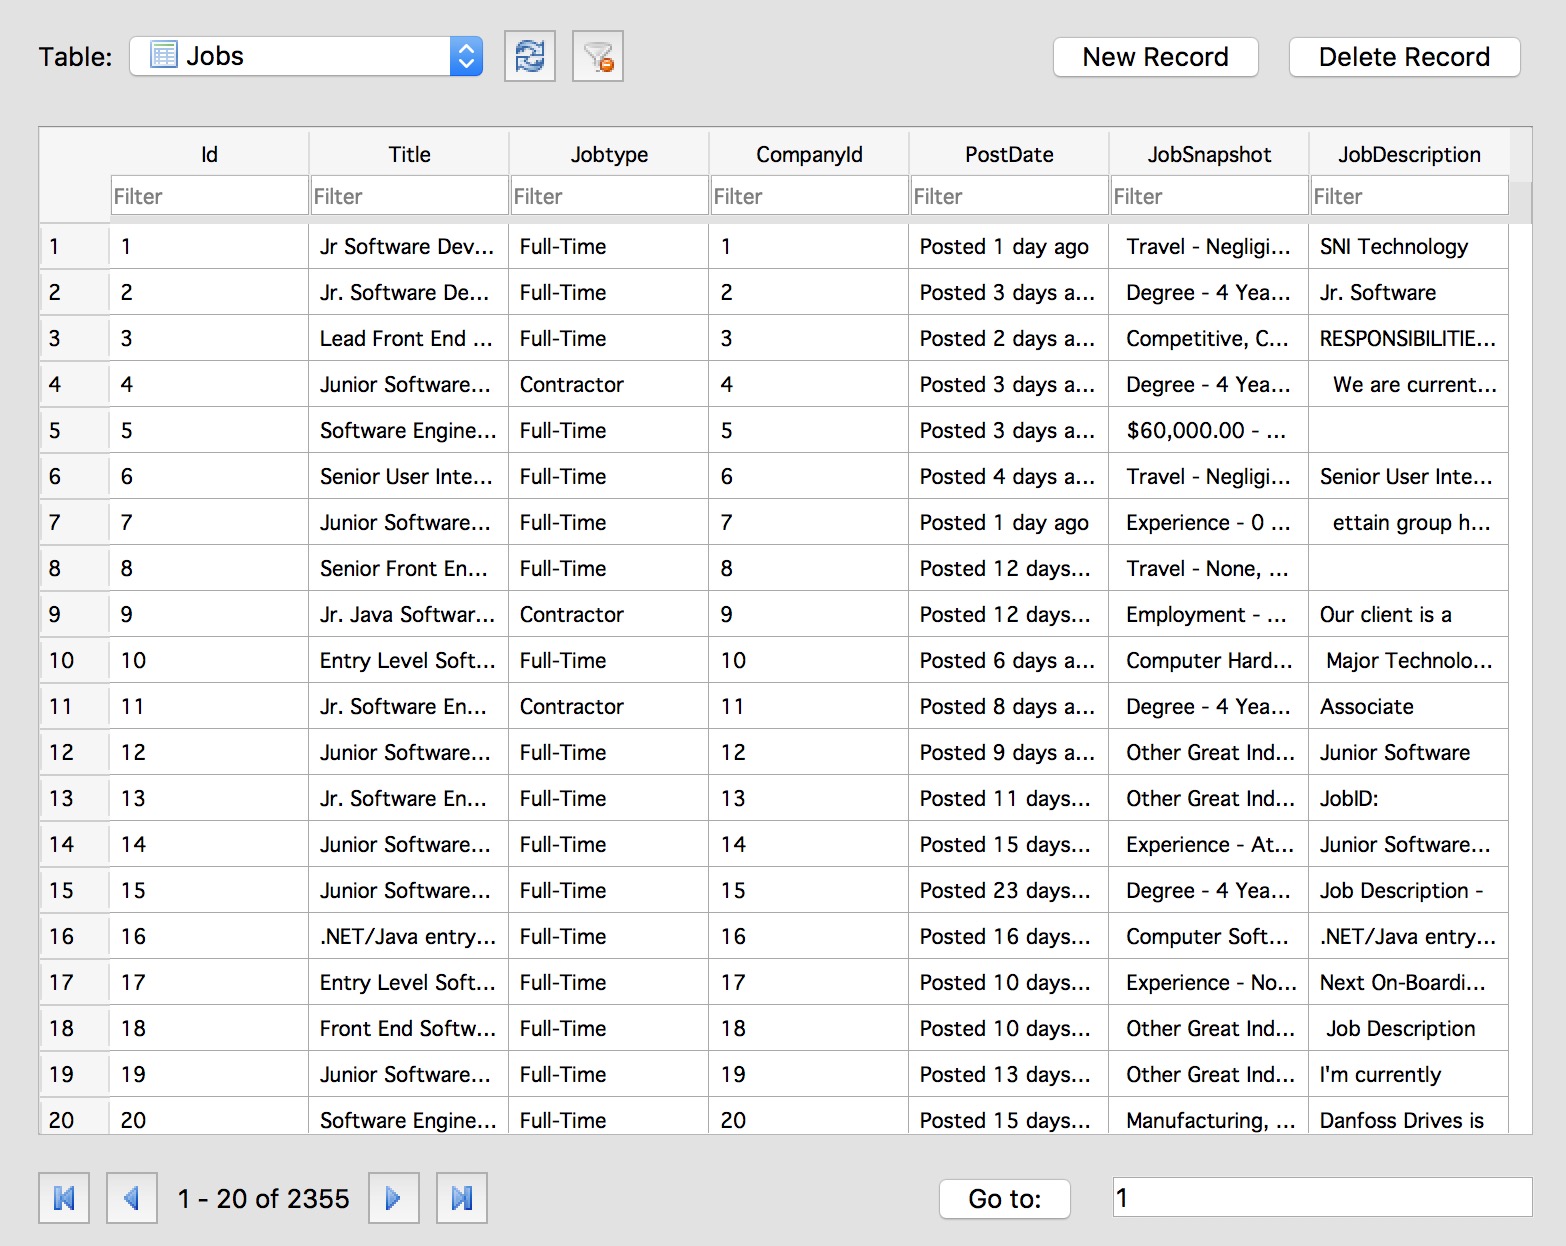 Table: Jobs New Record Delete Record
Id Title Jobtype CompanyId PostDate JobSnapshot JobDescription
Filter Filter Filter Filter Filter Filter Filter
1 1 Jr Software Dev... Full-Time 1 Posted 1 day ago Travel - Negligi... SNI Technology
2 2 Jr. Software De... Full-Time 2 Posted 3 days a... Degree - 4 Yea... Jr. Software
3 3 Lead Front End ... Full-Time 3 Posted 2 days a... Competitive, C... RESPONSIBILITIE...
4 4 Junior Software... Contractor 4 Posted 3 days a... Degree - 4 Yea... We are current...
5 5 Software Engine... Full-Time 5 Posted 3 days a... $60,000.00 - ...
6 6 Senior User Inte... Full-Time 6 Posted 4 days a... Travel - Negligi... Senior User Inte...
7 7 Junior Software... Full-Time 7 Posted 1 day ago Experience - 0 ... ettain group h...
8 8 Senior Front En... Full-Time 8 Posted 12 days... Travel - None, ...
9 9 Jr. Java Softwar... Contractor 9 Posted 12 days... Employment - ... Our client is a
10 10 Entry Level Soft... Full-Time 10 Posted 6 days a... Computer Hard... Major Technolo...
11 11 Jr. Software En... Contractor 11 Posted 8 days a... Degree - 4 Yea... Associate
12 12 Junior Software... Full-Time 12 Posted 9 days a... Other Great Ind... Junior Software
13 13 Jr. Software En... Full-Time 13 Posted 11 days... Other Great Ind... JobID:
14 14 Junior Software... Full-Time 14 Posted 15 days... Experience - At... Junior Software...
15 15 Junior Software... Full-Time 15 Posted 23 days... Degree - 4 Yea... Job Description -
16 16 .NET/Java entry... Full-Time 16 Posted 16 days... Computer Soft... .NET/Java entry...
17 17 Entry Level Soft... Full-Time 17 Posted 10 days... Experience - No... Next On-Boardi...
18 18 Front End Softw... Full-Time 18 Posted 10 days... Other Great Ind... Job Description
19 19 Junior Software... Full-Time 19 Posted 13 days... Other Great Ind... I'm currently
20 20 Software Engine... Full-Time 20 Posted 15 days... Manufacturing, ... Danfoss Drives is
1 - 20 of 2355 Go to: 1